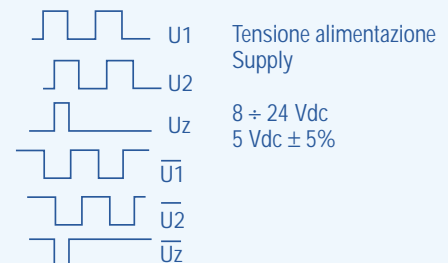 U1
U2
Uz
U̅1
U̅2
U̅z
Tensione alimentazione
Supply
8 ÷ 24 Vdc
5 Vdc ± 5%